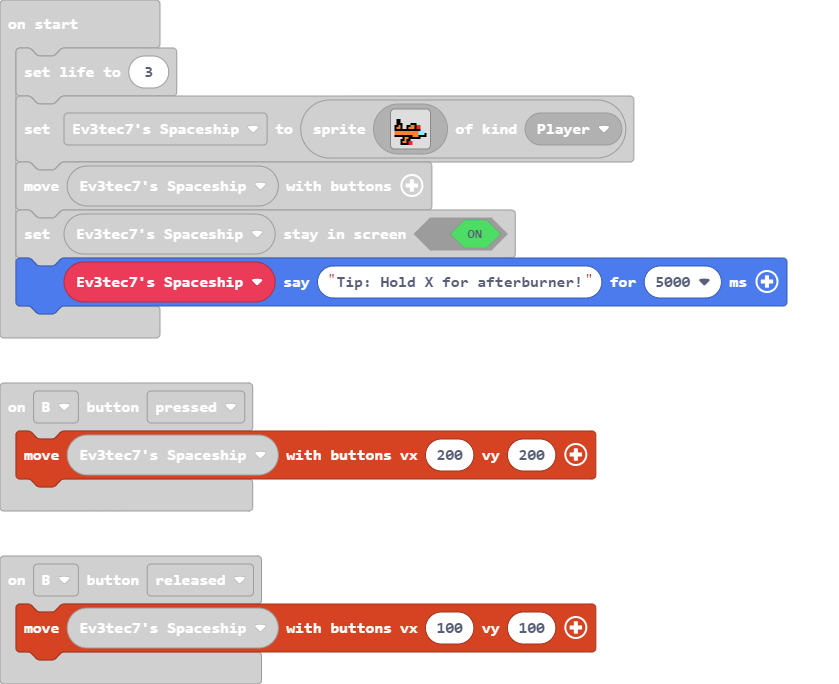 on start
set life to 3
set Ev3tec7's Spaceship to sprite of kind Player
move Ev3tec7's Spaceship with buttons
set Ev3tec7's Spaceship stay in screen ON
Ev3tec7's Spaceship say "Tip: Hold X for afterburner!" for 5000 ms
on B button pressed
move Ev3tec7's Spaceship with buttons vx 200 vy 200
on B button released
move Ev3tec7's Spaceship with buttons vx 100 vy 100